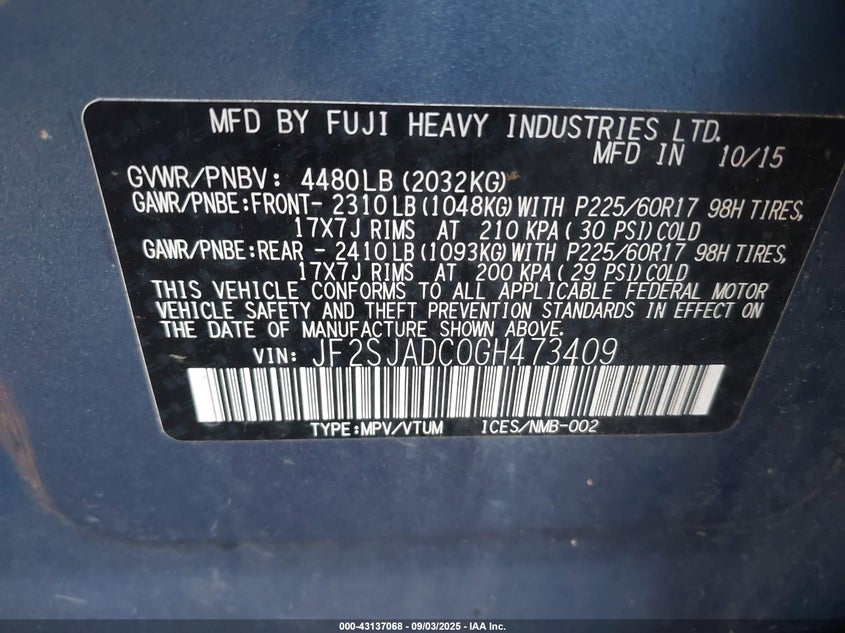 MFD BY FUJI HEAVY INDUSTRIES LTD.
MFD IN 10/15
GVWR/PNBV: 4480LB (2032KG)
GAWR/PNBE:FRONT- 2310LB (1048KG) WITH P225/60R17 98H TIRES,
17X7J RIMS AT 210 KPA ( 30 PSI) COLD
GAWR/PNBE:REAR - 2410LB (1093KG) WITH P225/60R17 98H TIRES,
17X7J RIMS AT 200 KPA ( 29 PSI) COLD
THIS VEHICLE CONFORMS TO ALL APPLICABLE FEDERAL MOTOR
VEHICLE SAFETY AND THEFT PREVENTION STANDARDS IN EFFECT ON
THE DATE OF MANUFACTURE SHOWN ABOVE.
VIN: JF2SJADC0GH473409
TYPE:MPV/VTUM ICES/NMB-002
000-43137068 - 09/03/2025 - IAA Inc.